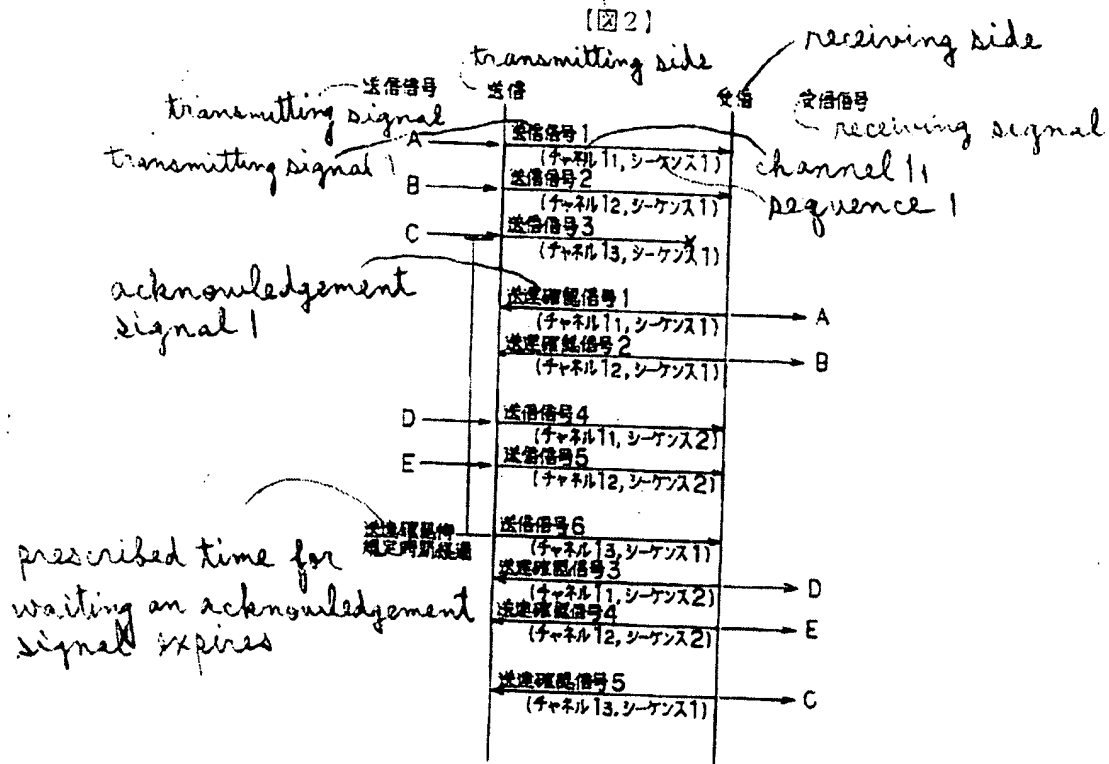 【図2】
transmitting side
receiving side
送信信号
送信
受信
受信信号
transmitting signal
receiving signal
A
送信信号1
transmitting signal 1
(チャネル11, シーケンス1)
channel 11
B
送信信号2
(チャネル12, シーケンス1)
sequence 1
C
送信信号3
(チャネル13, シーケンス1)
acknowledgement
signal 1
送達確認信号1
(チャネル11, シーケンス1)
A
送達確認信号2
(チャネル12, シーケンス1)
B
D
送信信号4
(チャネル11, シーケンス2)
E
送信信号5
(チャネル12, シーケンス2)
送達確認待
規定時間経過
送信信号6
(チャネル13, シーケンス1)
prescribed time for
waiting an acknowledgement
signal expires
送達確認信号3
(チャネル11, シーケンス2)
D
送達確認信号4
(チャネル12, シーケンス2)
E
送達確認信号5
(チャネル13, シーケンス1)
C